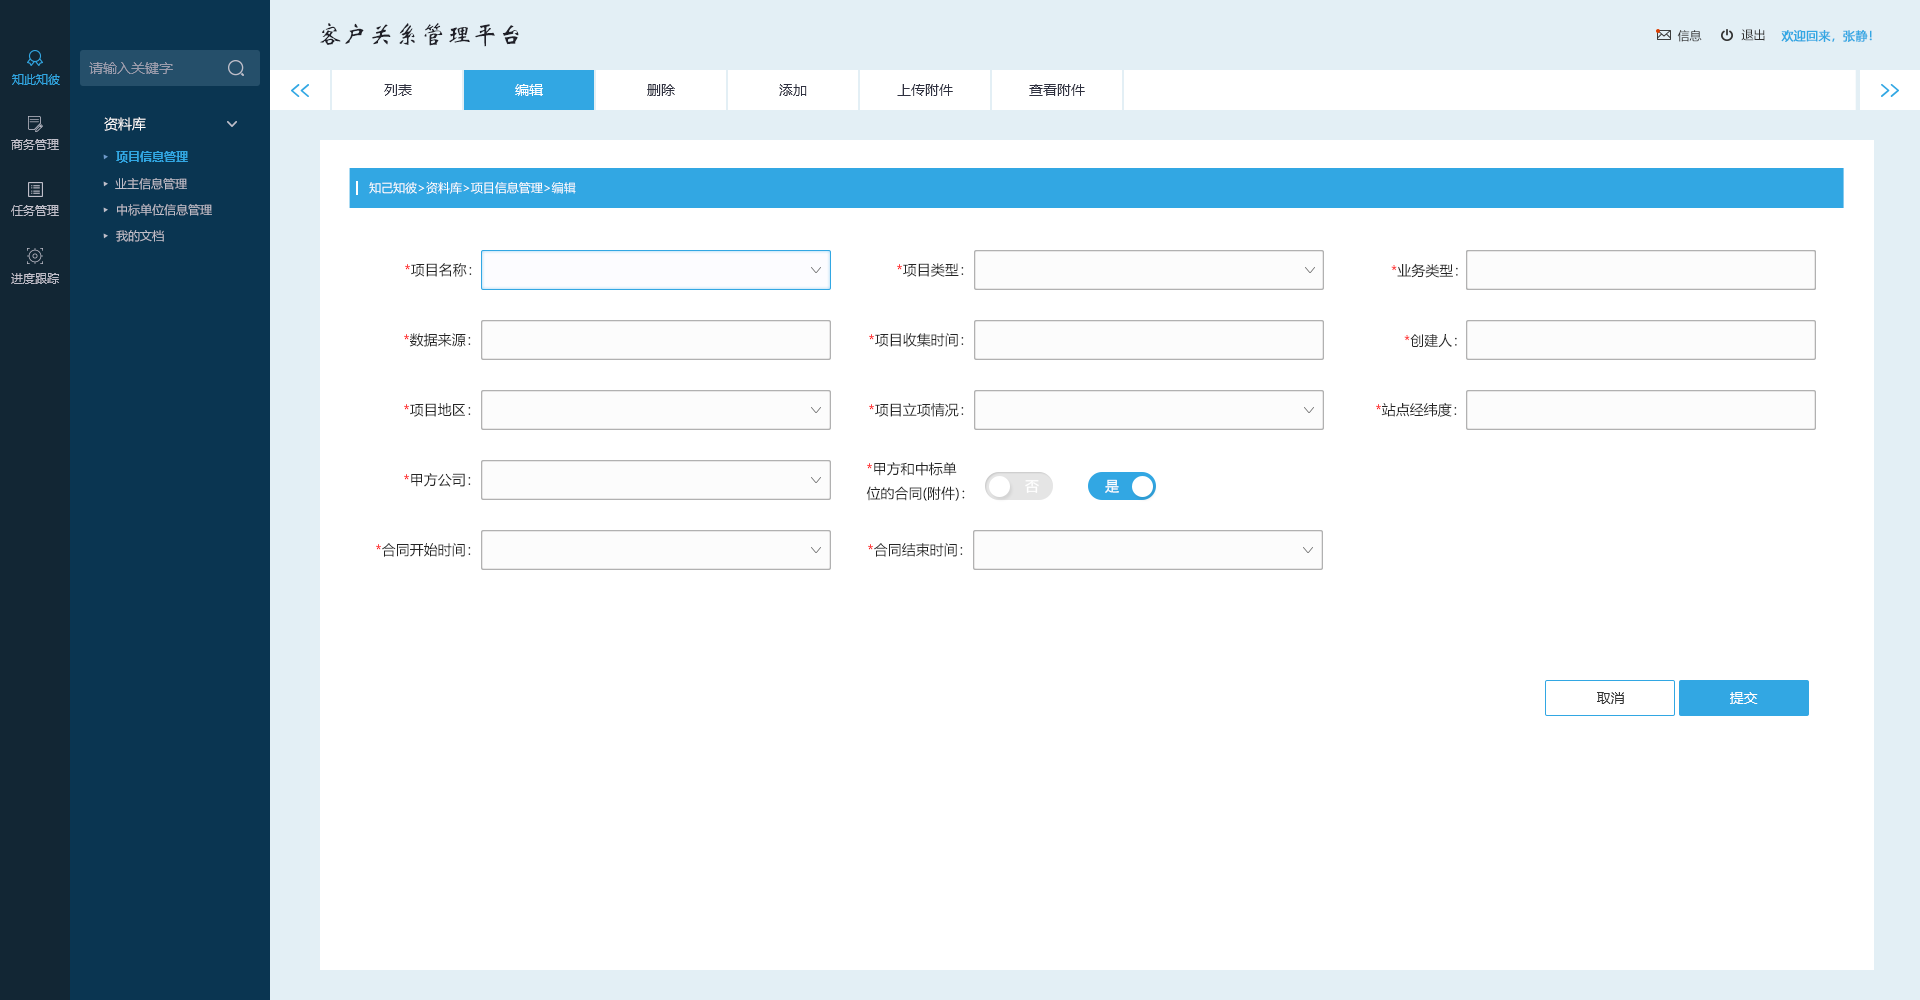 客户关系管理平台
信息 退出 欢迎回来，张静！
知此知彼
商务管理
任务管理
进度跟踪
请输入关键字
资料库
项目信息管理
业主信息管理
中标单位信息管理
我的文档
列表 编辑 删除 添加 上传附件 查看附件
知己知彼>资料库>项目信息管理>编辑
*项目名称： *项目类型： *业务类型：
*数据来源： *项目收集时间： *创建人：
*项目地区： *项目立项情况： *站点经纬度：
*甲方公司： *甲方和中标单
位的合同(附件)： 否 是
*合同开始时间： *合同结束时间：
取消 提交